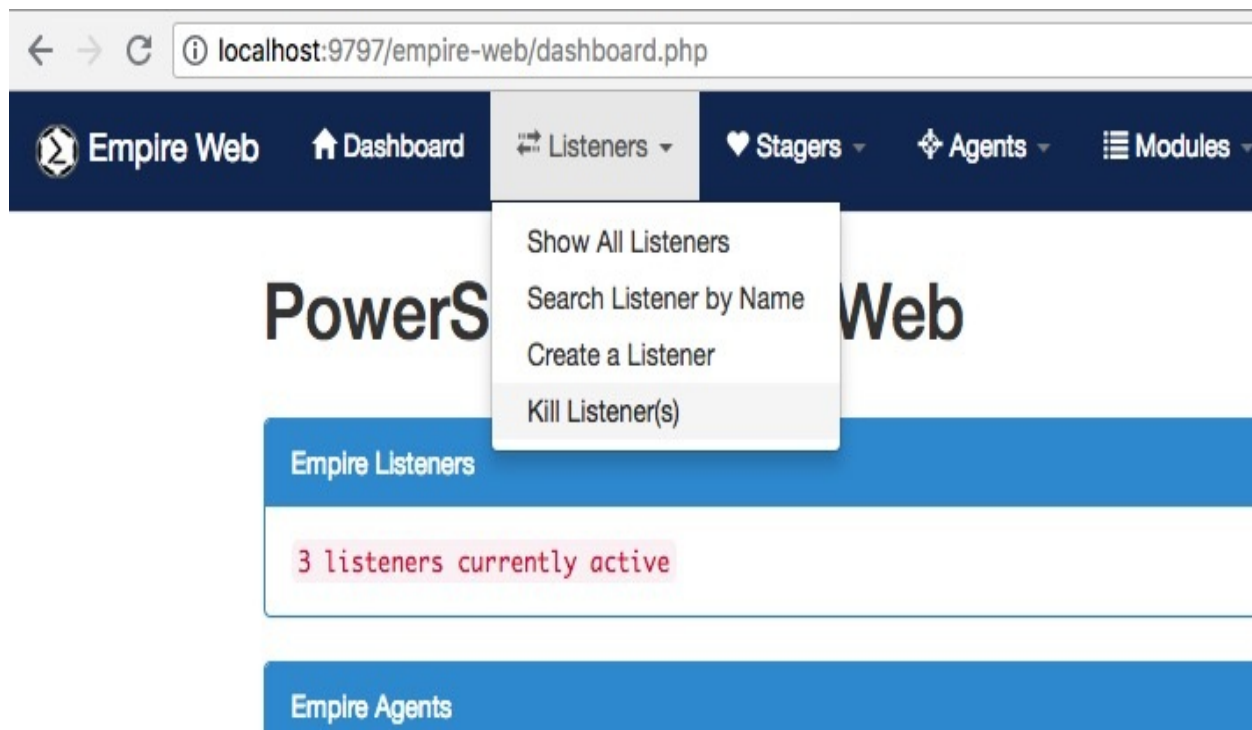 localhost:9797/empire-web/dashboard.php
Empire Web Dashboard Listeners Stagers Agents Modules
Show All Listeners
Search Listener by Name
Create a Listener
Kill Listener(s)
PowerS Web
Empire Listeners
3 listeners currently active
Empire Agents